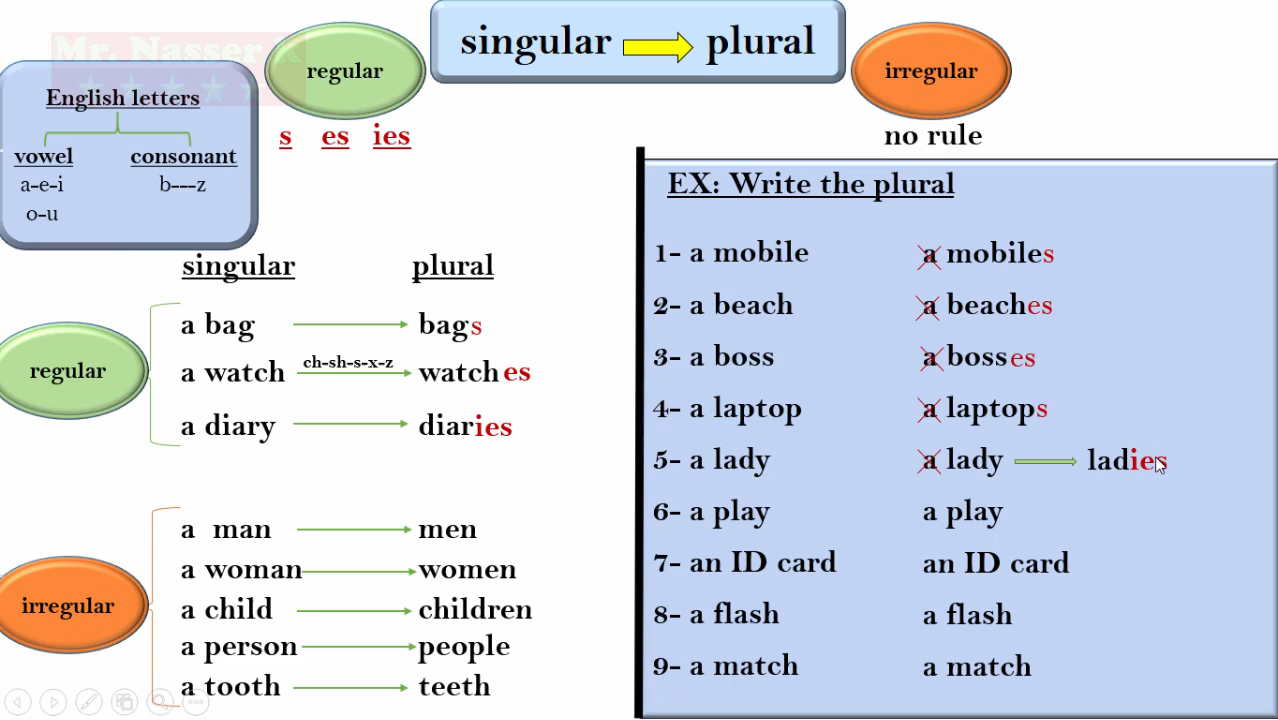 singular plural
Mr. Nasser
regular
irregular
s es ies
no rule
English letters
vowel consonant
a-e-i b---z
o-u
singular plural
regular
a bag bags
a watch ch-sh-s-x-z watches
a diary diaries
irregular
a man men
a woman women
a child children
a person people
a tooth teeth
EX: Write the plural
1- a mobile a mobiles
2- a beach a beaches
3- a boss a bosses
4- a laptop a laptops
5- a lady a lady ladies
6- a play a play
7- an ID card an ID card
8- a flash a flash
9- a match a match